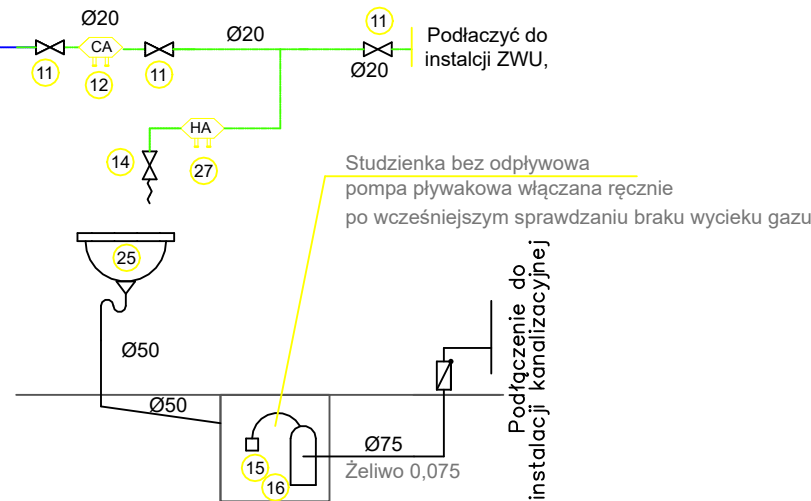 Ø20
CA
11
12
11
Ø20
11
Ø20
Podłaczyć do
instalcji ZWU,
HA
14
27
Studzienka bez odpływowa
pompa pływakowa włączana ręcznie
po wcześniejszym sprawdzaniu braku wycieku gazu
25
Ø50
Ø50
15
16
Ø75
Żeliwo 0,075
Podłączenie do
instalacji kanalizacyjnej